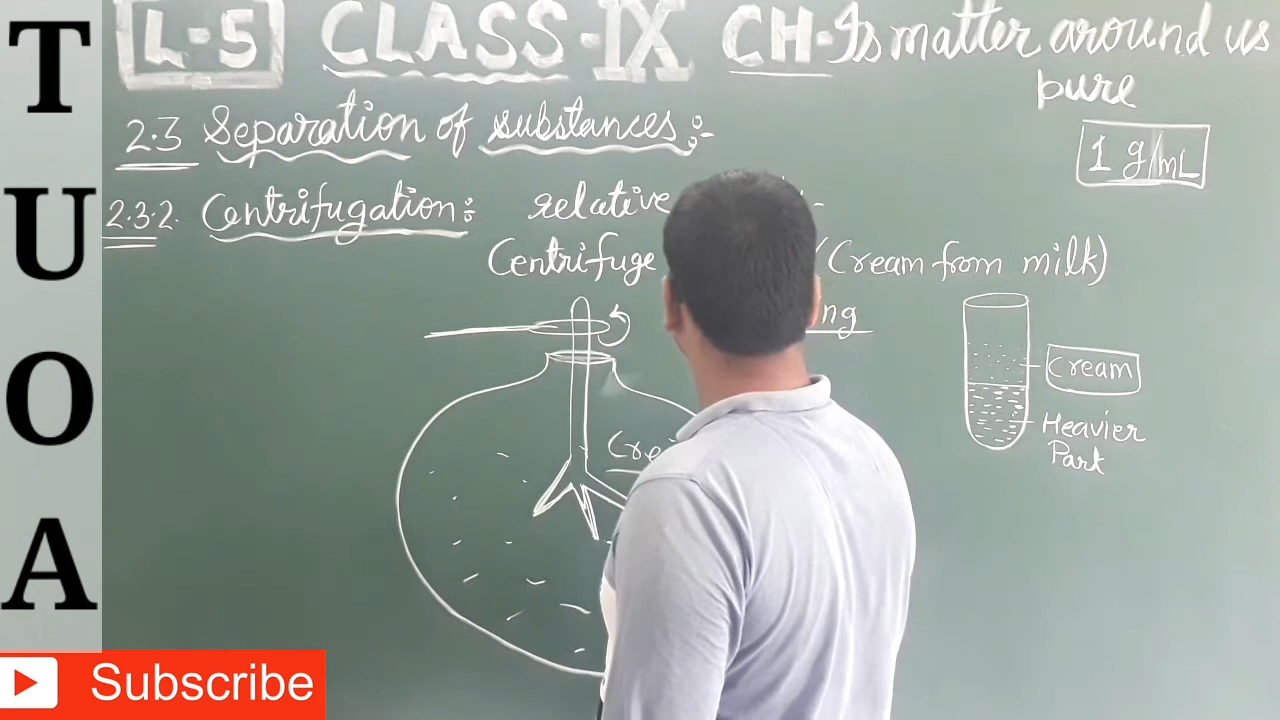 TUOA
L-5 CLASS-IX CH-Is matter around us
pure
2.3 Separation of substances :-
1 g/mL
2.3.2. Centrifugation: relative
Centrifuge (Cream from milk)
Cream
Heavier
Part
Subscribe